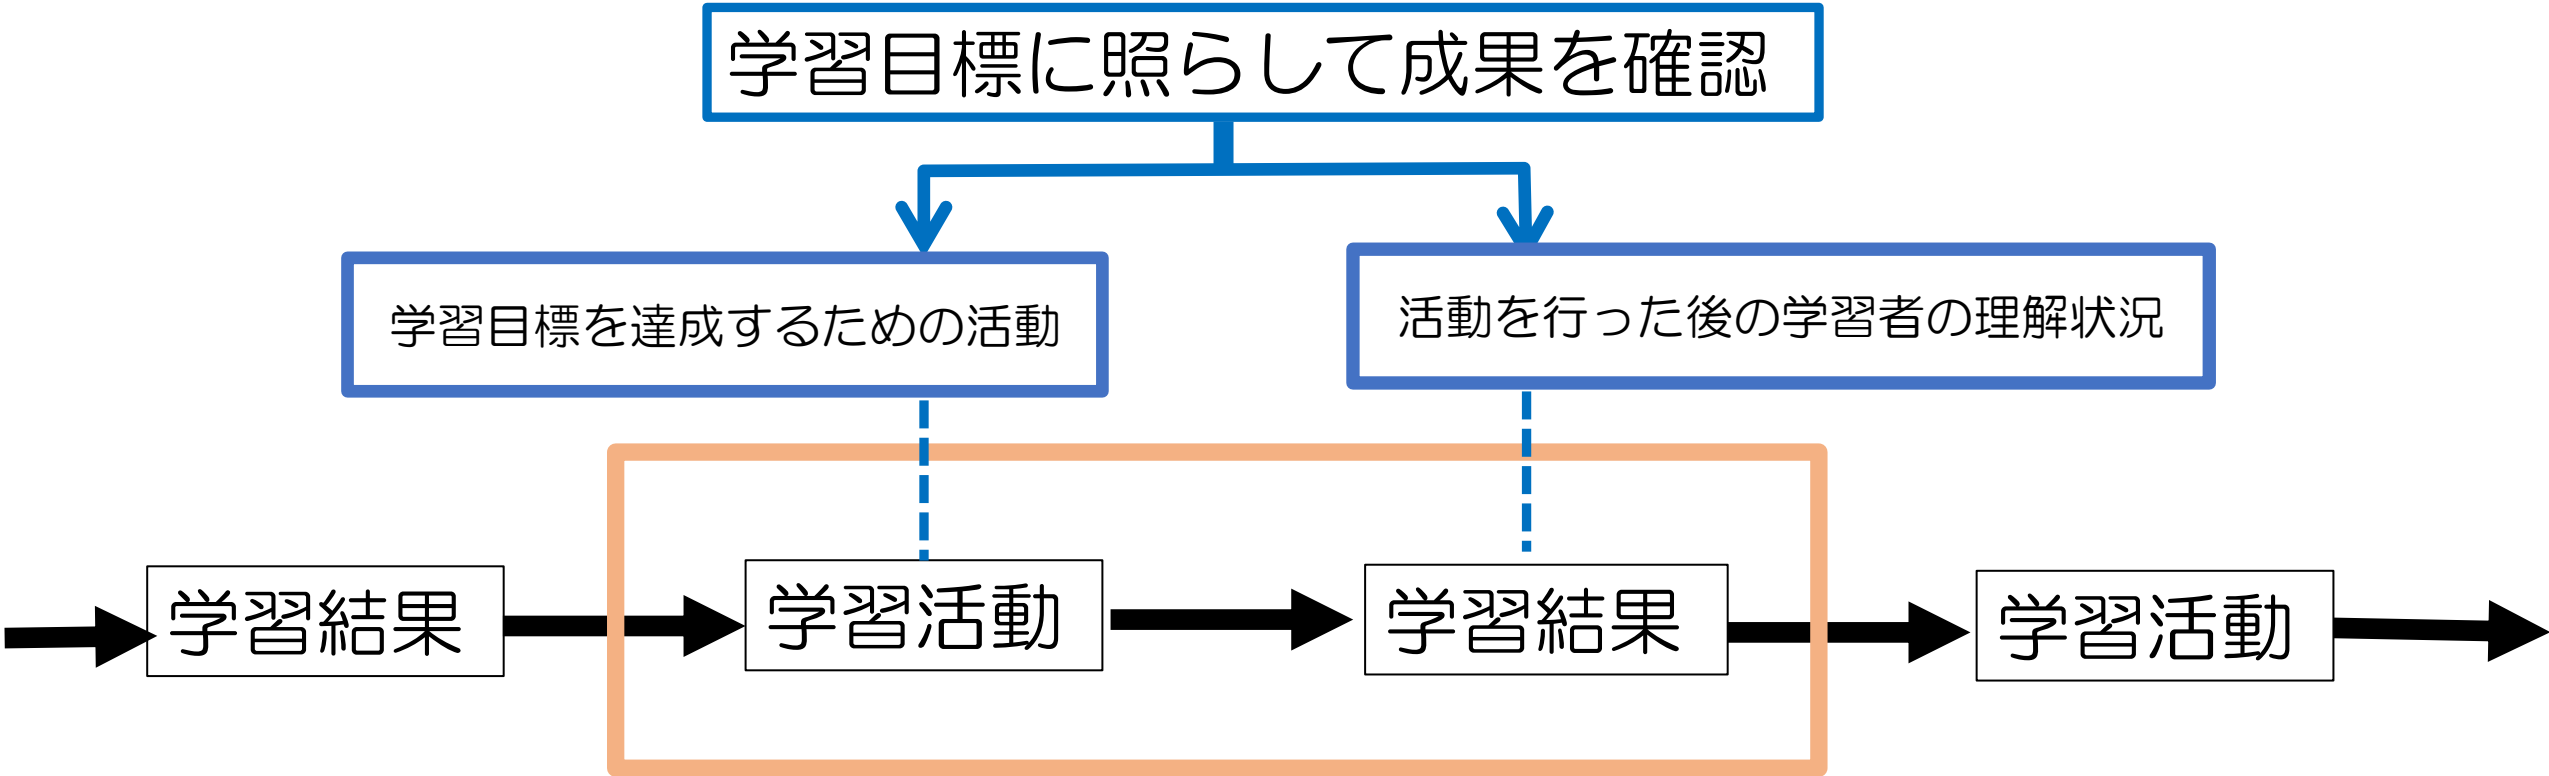 学習目標に照らして成果を確認
学習目標を達成するための活動
活動を行った後の学習者の理解状況
学習結果
学習活動
学習結果
学習活動